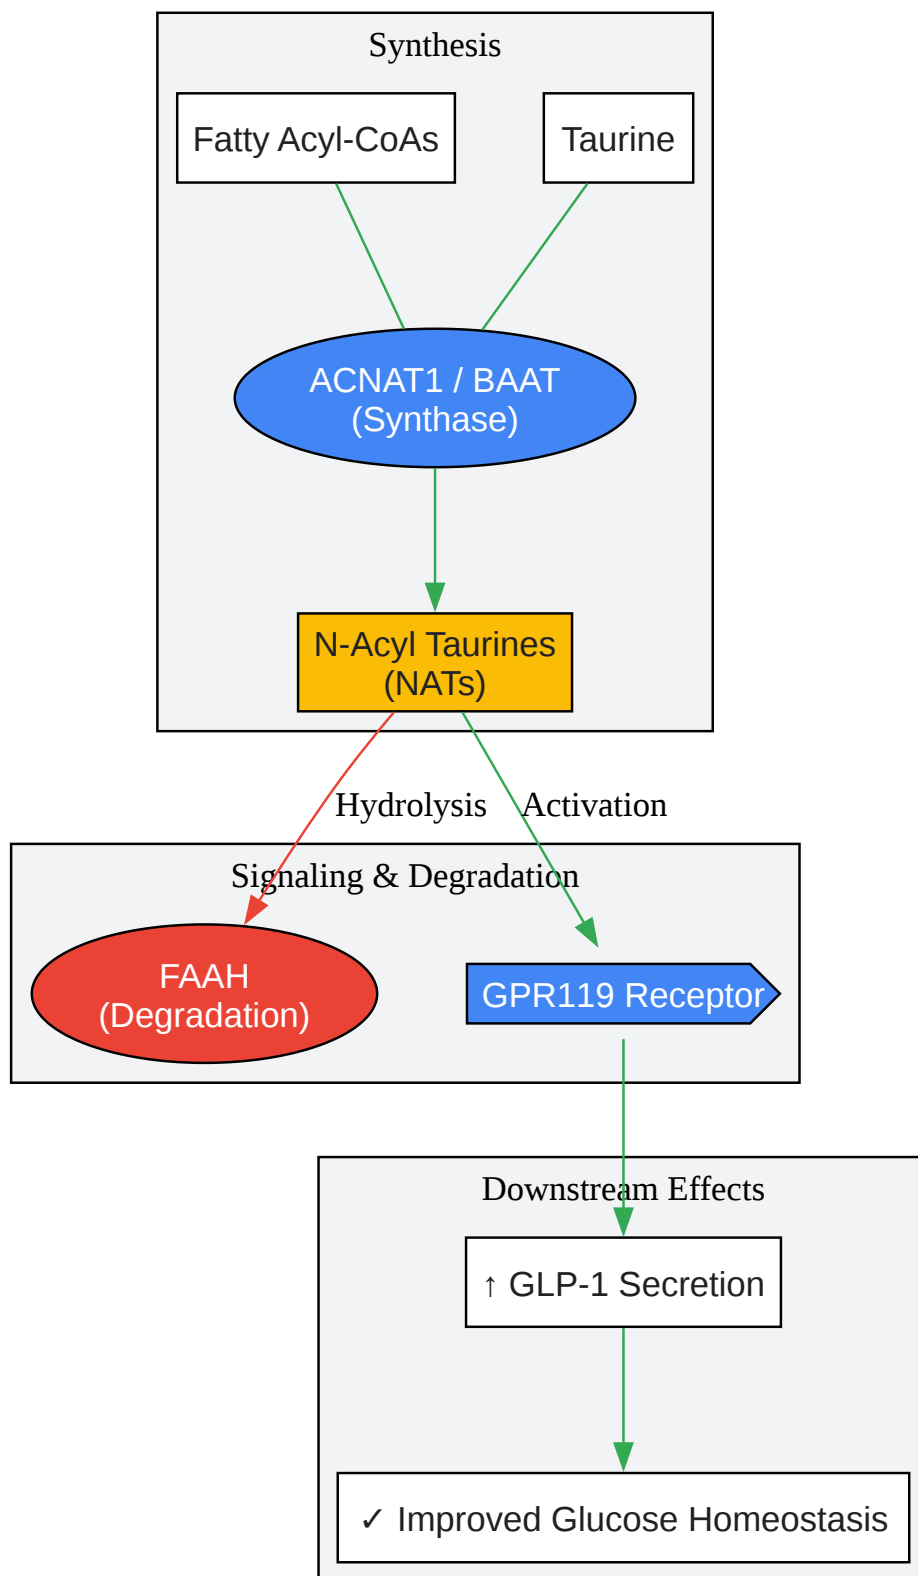 Synthesis
Fatty Acyl-CoAs
Taurine
ACNAT1 / BAAT
(Synthase)
N-Acyl Taurines
(NATs)
Hydrolysis
Activation
Signaling & Degradation
FAAH
(Degradation)
GPR119 Receptor
Downstream Effects
↑ GLP-1 Secretion
✓ Improved Glucose Homeostasis